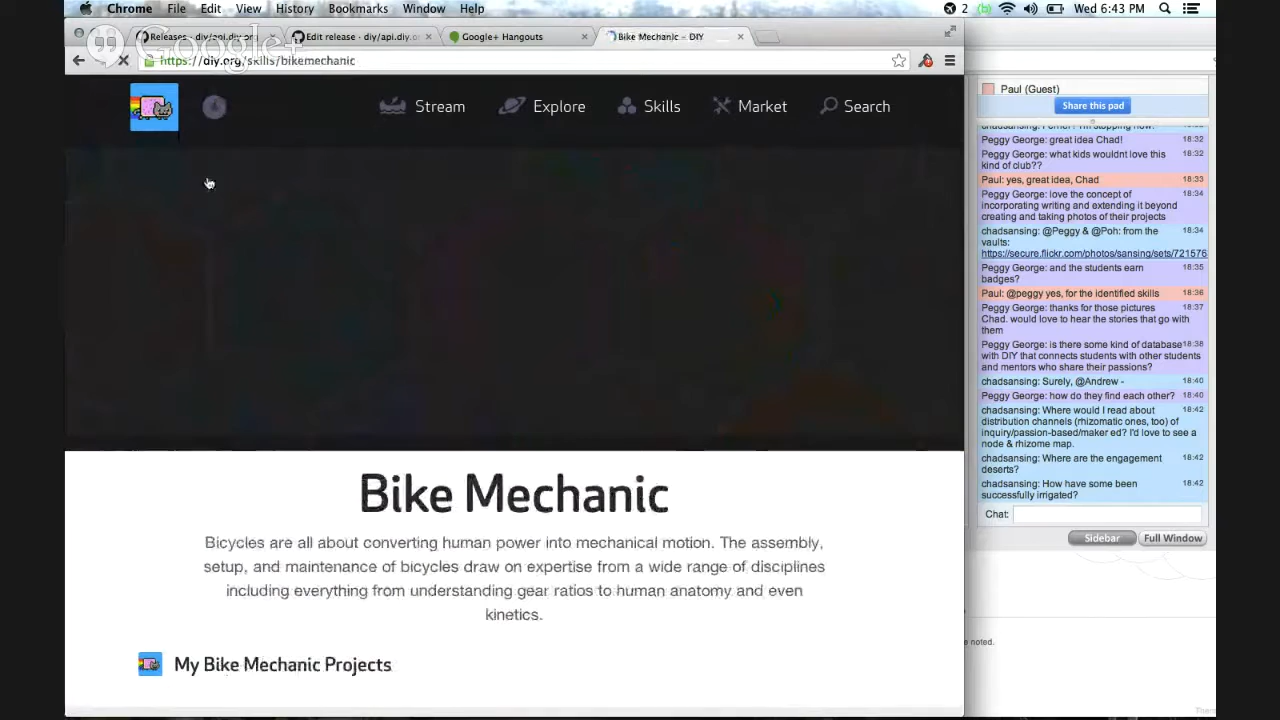 Chrome File Edit View History Bookmarks Window Help
2 Wed 6:43 PM
Releases · diy/api.diy.or
Edit release · diy/api.diy.o
Google+ Hangouts
Bike Mechanic – DIY
Google+
https://diy.org/skills/bikemechanic
Stream Explore Skills Market Search
Bike Mechanic
Bicycles are all about converting human power into mechanical motion. The assembly,
setup, and maintenance of bicycles draw on expertise from a wide range of disciplines
including everything from understanding gear ratios to human anatomy and even
kinetics.
My Bike Mechanic Projects
Paul (Guest)
Share this pad
Peggy George: great idea Chad! 18:32
Peggy George: what kids wouldnt love this 18:32
kind of club??
Paul: yes, great idea, Chad 18:33
Peggy George: love the concept of 18:34
incorporating writing and extending it beyond
creating and taking photos of their projects
chadsansing: @Peggy & @Poh: from the 18:34
vaults:
https://secure.flickr.com/photos/sansing/sets/721576
Peggy George: and the students earn 18:35
badges?
Paul: @peggy yes, for the identified skills 18:36
Peggy George: thanks for those pictures 18:37
Chad. would love to hear the stories that go with
them
Peggy George: is there some kind of database 18:38
with DIY that connects students with other students
and mentors who share their passions?
chadsansing: Surely, @Andrew - 18:40
Peggy George: how do they find each other? 18:40
chadsansing: Where would I read about 18:42
distribution channels (rhizomatic ones, too) of
inquiry/passion-based/maker ed? I'd love to see a
node & rhizome map.
chadsansing: Where are the engagement 18:42
deserts?
chadsansing: How have some been 18:42
successfully irrigated?
Chat:
Sidebar Full Window
e noted.